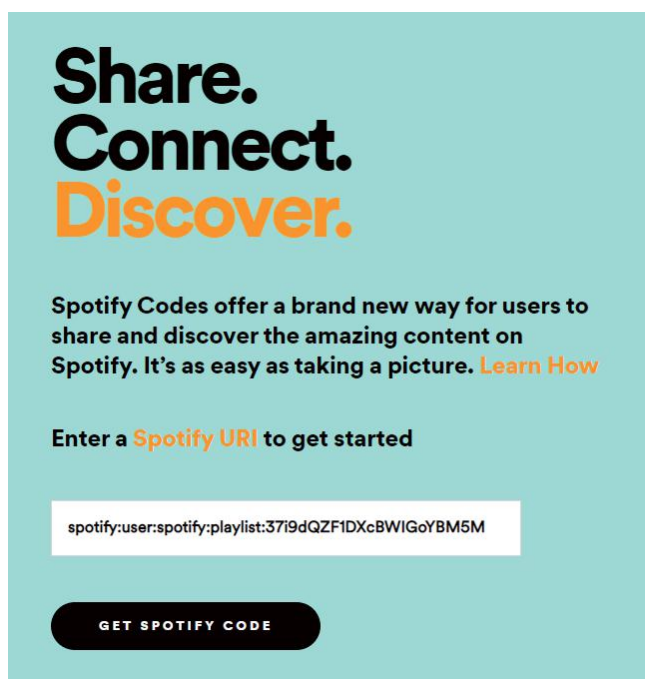 Share.
Connect.
Discover.
Spotify Codes offer a brand new way for users to
share and discover the amazing content on
Spotify. It's as easy as taking a picture. Learn How
Enter a Spotify URI to get started
spotify:user:spotify:playlist:37i9dQZF1DXcBWIGoYBM5M
GET SPOTIFY CODE